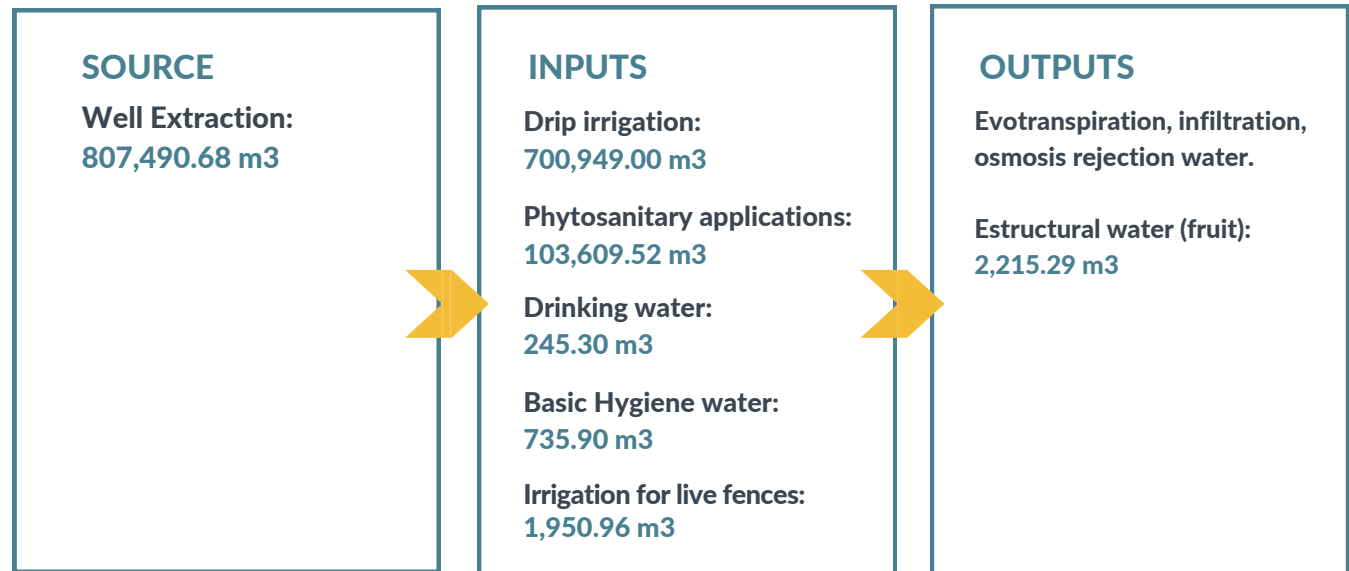 SOURCE
Well Extraction:
807,490.68 m3
INPUTS
Drip irrigation:
700,949.00 m3
Phytosanitary applications:
103,609.52 m3
Drinking water:
245.30 m3
Basic Hygiene water:
735.90 m3
Irrigation for live fences:
1,950.96 m3
OUTPUTS
Evotranspiration, infiltration,
osmosis rejection water.
Estructural water (fruit):
2,215.29 m3